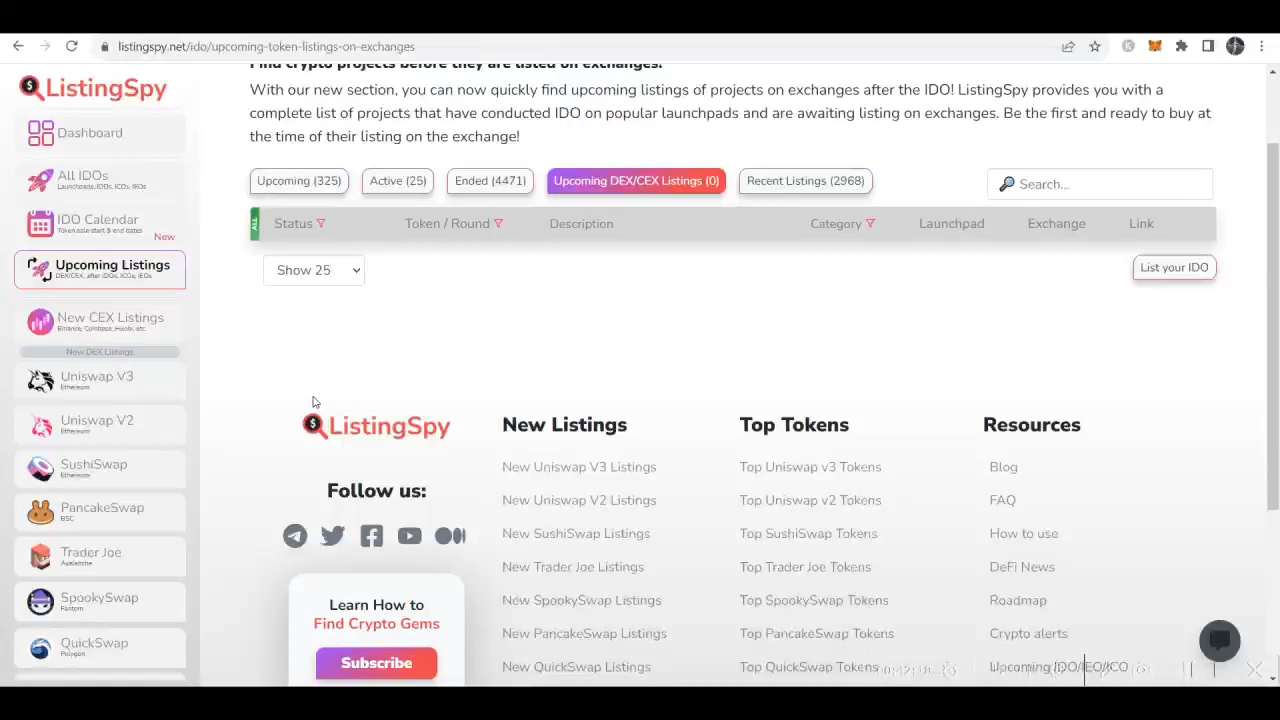 listingspy.net/ido/upcoming-token-listings-on-exchanges
ListingSpy
Dashboard
All IDOs
Launchpads: IDOs, ICOs, IEOs
IDO Calendar
Token sale start & end dates
New
Upcoming Listings
DEX/CEX, after IDOs, ICOs, IEOs
New CEX Listings
Binance, Coinbase, Huobi, etc.
New DEX Listings
Uniswap V3
Ethereum
Uniswap V2
Ethereum
SushiSwap
Ethereum
PancakeSwap
BSC
Trader Joe
Avalanche
SpookySwap
Fantom
QuickSwap
Polygon
Find crypto projects before they are listed on exchanges!
With our new section, you can now quickly find upcoming listings of projects on exchanges after the IDO! ListingSpy provides you with a
complete list of projects that have conducted IDO on popular launchpads and are awaiting listing on exchanges. Be the first and ready to buy
at the time of their listing on the exchange!
Upcoming (325) Active (25) Ended (4471) Upcoming DEX/CEX Listings (0) Recent Listings (2968) Search...
ALL Status Token / Round Description Category Launchpad Exchange Link
Show 25 List your IDO
ListingSpy
Follow us:
Learn How to
Find Crypto Gems
Subscribe
New Listings
New Uniswap V3 Listings
New Uniswap V2 Listings
New SushiSwap Listings
New Trader Joe Listings
New SpookySwap Listings
New PancakeSwap Listings
New QuickSwap Listings
Top Tokens
Top Uniswap v3 Tokens
Top Uniswap v2 Tokens
Top SushiSwap Tokens
Top Trader Joe Tokens
Top SpookySwap Tokens
Top PancakeSwap Tokens
Top QuickSwap Tokens
Resources
Blog
FAQ
How to use
DeFi News
Roadmap
Crypto alerts
Upcoming IDO/IEO/ICO